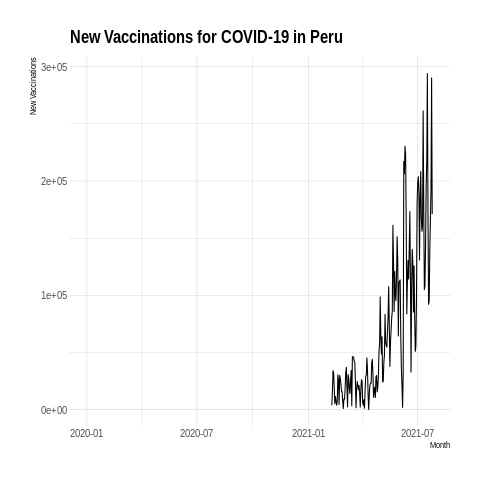 New Vaccinations for COVID-19 in Peru
New Vaccinations
3e+05
2e+05
1e+05
0e+00
2020-01 2020-07 2021-01 2021-07
Month